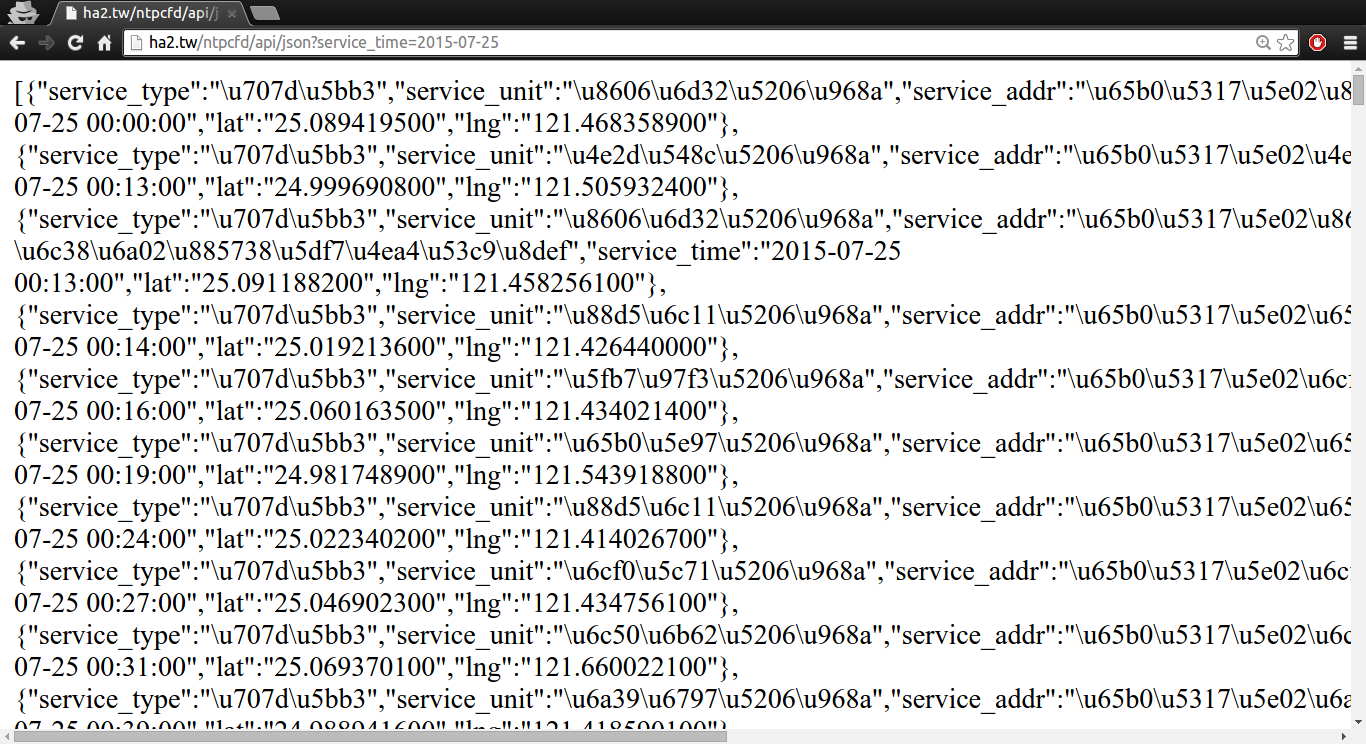 ha2.tw/ntpcfd/api/j
ha2.tw/ntpcfd/api/json?service_time=2015-07-25
[{"service_type":"\u707d\u5bb3","service_unit":"\u8606\u6d32\u5206\u968a","service_addr":"\u65b0\u5317\u5e02\u8
07-25 00:00:00","lat":"25.089419500","lng":"121.468358900"},
{"service_type":"\u707d\u5bb3","service_unit":"\u4e2d\u548c\u5206\u968a","service_addr":"\u65b0\u5317\u5e02\u4e
07-25 00:13:00","lat":"24.999690800","lng":"121.505932400"},
{"service_type":"\u707d\u5bb3","service_unit":"\u8606\u6d32\u5206\u968a","service_addr":"\u65b0\u5317\u5e02\u86
\u6c38\u6a02\u885738\u5df7\u4ea4\u53c9\u8def","service_time":"2015-07-25
00:13:00","lat":"25.091188200","lng":"121.458256100"},
{"service_type":"\u707d\u5bb3","service_unit":"\u88d5\u6c11\u5206\u968a","service_addr":"\u65b0\u5317\u5e02\u65
07-25 00:14:00","lat":"25.019213600","lng":"121.426440000"},
{"service_type":"\u707d\u5bb3","service_unit":"\u5fb7\u97f3\u5206\u968a","service_addr":"\u65b0\u5317\u5e02\u6cf
07-25 00:16:00","lat":"25.060163500","lng":"121.434021400"},
{"service_type":"\u707d\u5bb3","service_unit":"\u65b0\u5e97\u5206\u968a","service_addr":"\u65b0\u5317\u5e02\u65
07-25 00:19:00","lat":"24.981748900","lng":"121.543918800"},
{"service_type":"\u707d\u5bb3","service_unit":"\u88d5\u6c11\u5206\u968a","service_addr":"\u65b0\u5317\u5e02\u65
07-25 00:24:00","lat":"25.022340200","lng":"121.414026700"},
{"service_type":"\u707d\u5bb3","service_unit":"\u6cf0\u5c71\u5206\u968a","service_addr":"\u65b0\u5317\u5e02\u6cf
07-25 00:27:00","lat":"25.046902300","lng":"121.434756100"},
{"service_type":"\u707d\u5bb3","service_unit":"\u6c50\u6b62\u5206\u968a","service_addr":"\u65b0\u5317\u5e02\u6c
07-25 00:31:00","lat":"25.069370100","lng":"121.660022100"},
{"service_type":"\u707d\u5bb3","service_unit":"\u6a39\u6797\u5206\u968a","service_addr":"\u65b0\u5317\u5e02\u6a
07-25 00:39:00","lat":"24.988941600","lng":"121.418590100"},